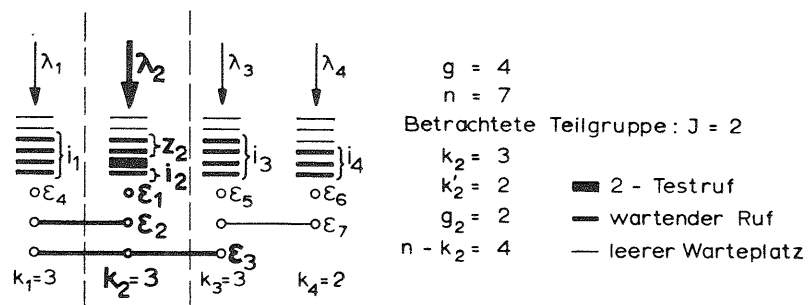 λ₁ λ₂ λ₃ λ₄
i₁ z₂ i₂ i₃ i₄
ε₄ ε₁ ε₅ ε₆
ε₂ ε₇
ε₃
k₁=3 k₂=3 k₃=3 k₄=2
g = 4
n = 7
Betrachtete Teilgruppe : J = 2
k₂ = 3
k₂' = 2
g₂ = 2
n - k₂ = 4
2 - Testruf
wartender Ruf
leerer Warteplatz